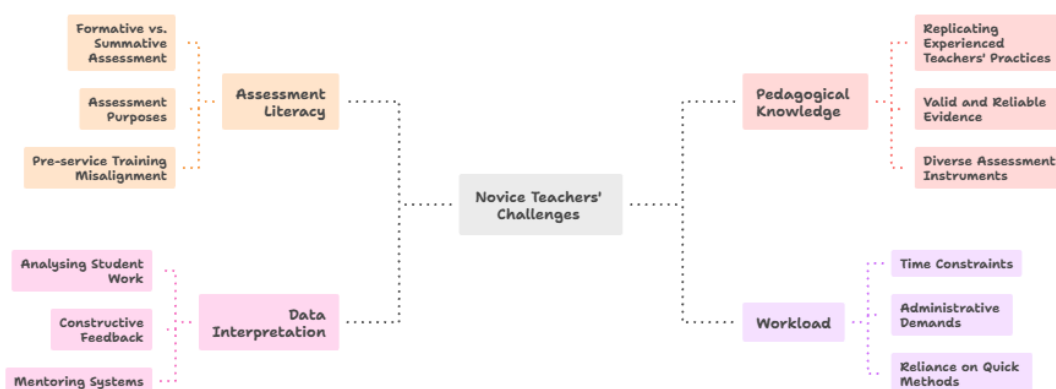 Formative vs.
Summative
Assessment
Assessment
Purposes
Pre-service Training
Misalignment
Assessment
Literacy
Analysing Student
Work
Constructive
Feedback
Mentoring Systems
Data
Interpretation
Novice Teachers'
Challenges
Pedagogical
Knowledge
Replicating
Experienced
Teachers' Practices
Valid and Reliable
Evidence
Diverse Assessment
Instruments
Workload
Time Constraints
Administrative
Demands
Reliance on Quick
Methods